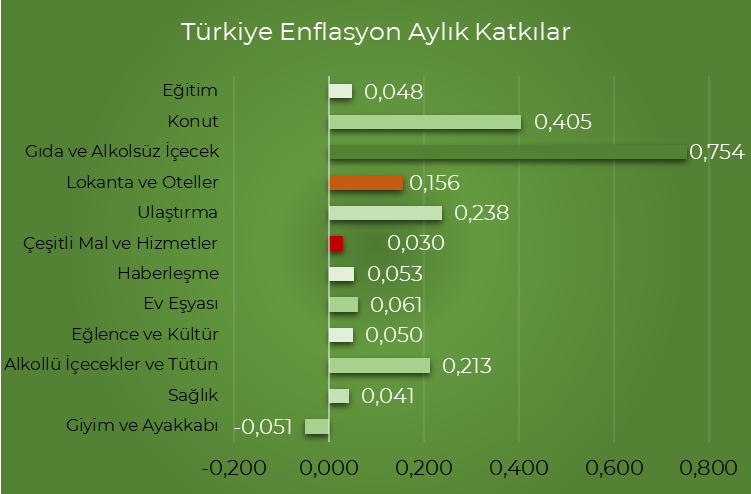 Türkiye Enflasyon Aylık Katkılar
Eğitim 0,048
Konut 0,405
Gıda ve Alkolsüz İçecek 0,754
Lokanta ve Oteller 0,156
Ulaştırma 0,238
Çeşitli Mal ve Hizmetler 0,030
Haberleşme 0,053
Ev Eşyası 0,061
Eğlence ve Kültür 0,050
Alkollü İçecekler ve Tütün 0,213
Sağlık 0,041
Giyim ve Ayakkabı -0,051
-0,200 0,000 0,200 0,400 0,600 0,800